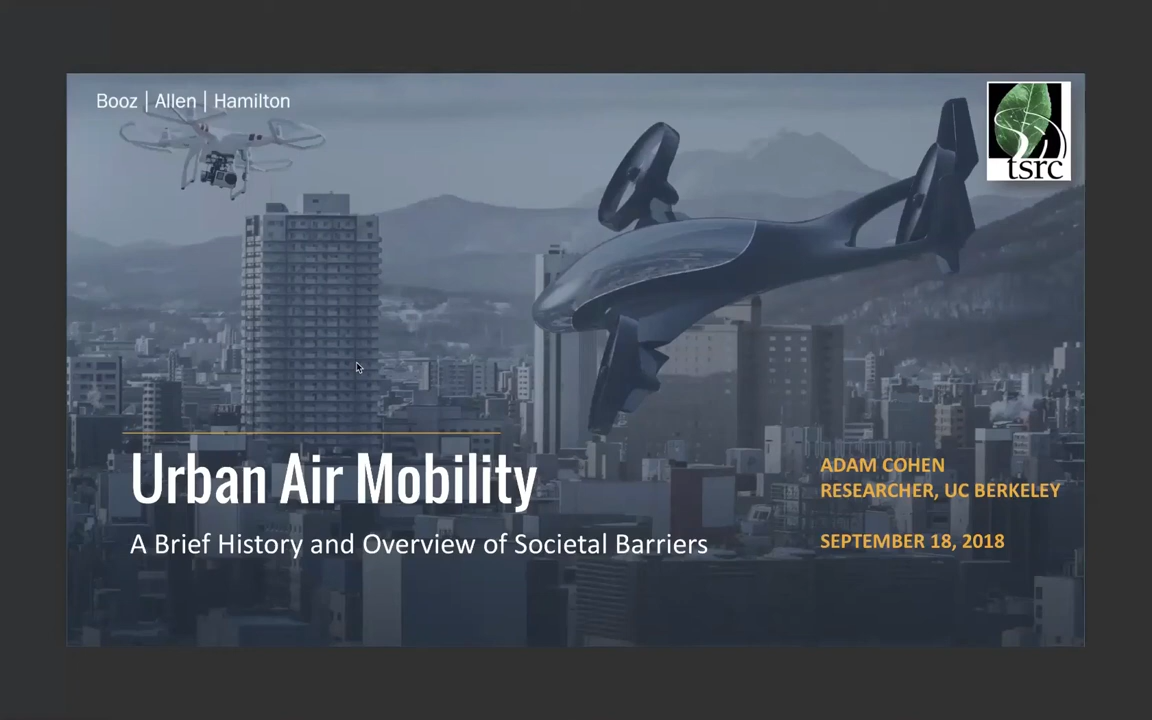 Booz | Allen | Hamilton
tsrc
Urban Air Mobility
A Brief History and Overview of Societal Barriers
ADAM COHEN
RESEARCHER, UC BERKELEY
SEPTEMBER 18, 2018